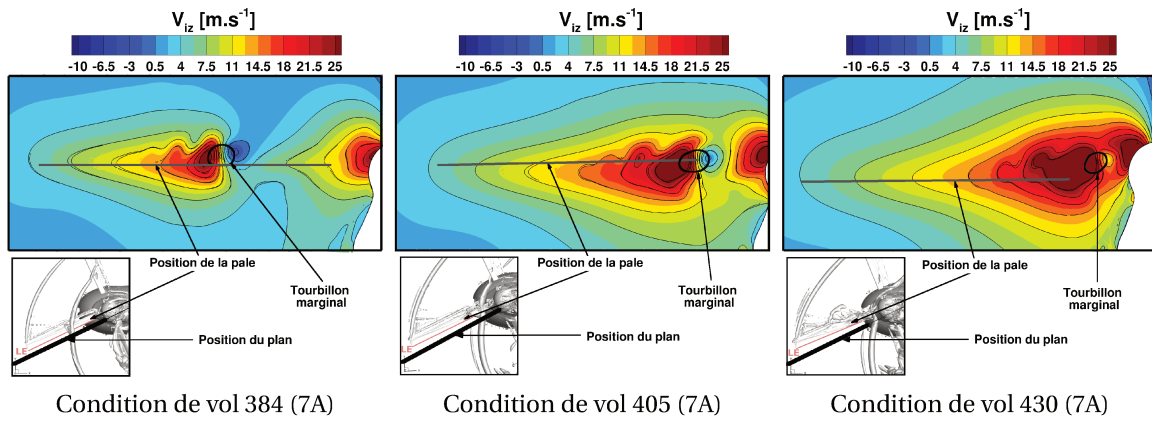 V_iz [m.s⁻¹]
-10 -6.5 -3 0.5 4 7.5 11 14.5 18 21.5 25
Position de la pale
Tourbillon
marginal
Position du plan
LE
Condition de vol 384 (7A)
V_iz [m.s⁻¹]
-10 -6.5 -3 0.5 4 7.5 11 14.5 18 21.5 25
Position de la pale
Tourbillon
marginal
Position du plan
LE
Condition de vol 405 (7A)
V_iz [m.s⁻¹]
-10 -6.5 -3 0.5 4 7.5 11 14.5 18 21.5 25
Position de la pale
Tourbillon
marginal
Position du plan
LE
Condition de vol 430 (7A)